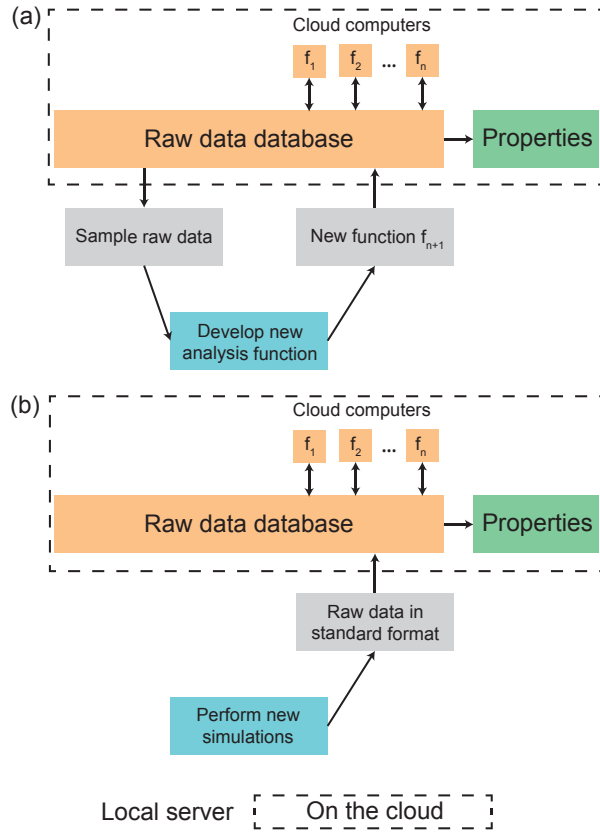 (a)
Cloud computers
f1 f2 ... fn
Raw data database
Properties
Sample raw data
New function fn+1
Develop new
analysis function
(b)
Cloud computers
f1 f2 ... fn
Raw data database
Properties
Raw data in
standard format
Perform new
simulations
Local server
On the cloud